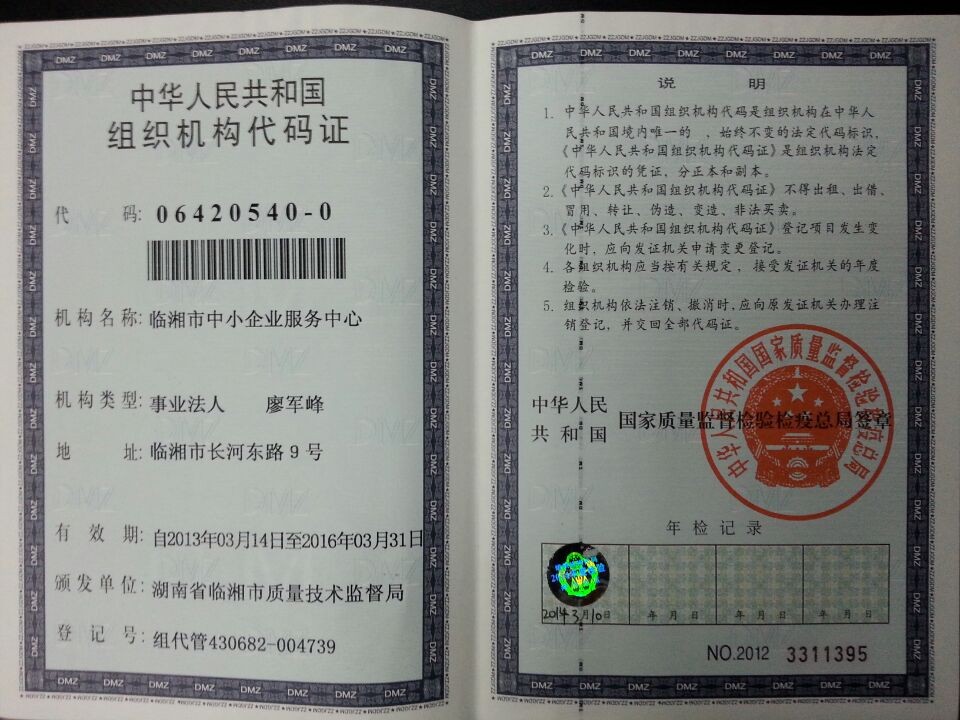 中华人民共和国
组织机构代码证
代 码: 06420540-0
机构名称: 临湘市中小企业服务中心
机构类型: 事业法人 廖军峰
地 址: 临湘市长河东路9号
有 效 期: 自2013年03月14日至2016年03月31日
颁发单位: 湖南省临湘市质量技术监督局
登 记 号: 组代管430682-004739
说 明
1. 中华人民共和国组织机构代码是组织机构在中华人
民共和国境内唯一的、始终不变的法定代码标识，
《中华人民共和国组织机构代码证》是组织机构法定
代码标识的凭证，分正本和副本。
2.《中华人民共和国组织机构代码证》不得出租、出借、
冒用、转让、伪造、变造、非法买卖。
3.《中华人民共和国组织机构代码证》登记项目发生变
化时，应向发证机关申请变更登记。
4. 各组织机构应当按有关规定，接受发证机关的年度
检验。
5. 组织机构依法注销、撤消时，应向原发证机关办理注
销登记，并交回全部代码证。
中华人民
共和国 国家质量监督检验检疫总局签章
中华人民共和国国家质量监督检验检疫总局
年检记录
2014年3月10日 年 月 日 年 月 日 年 月 日
NO.2012 3311395